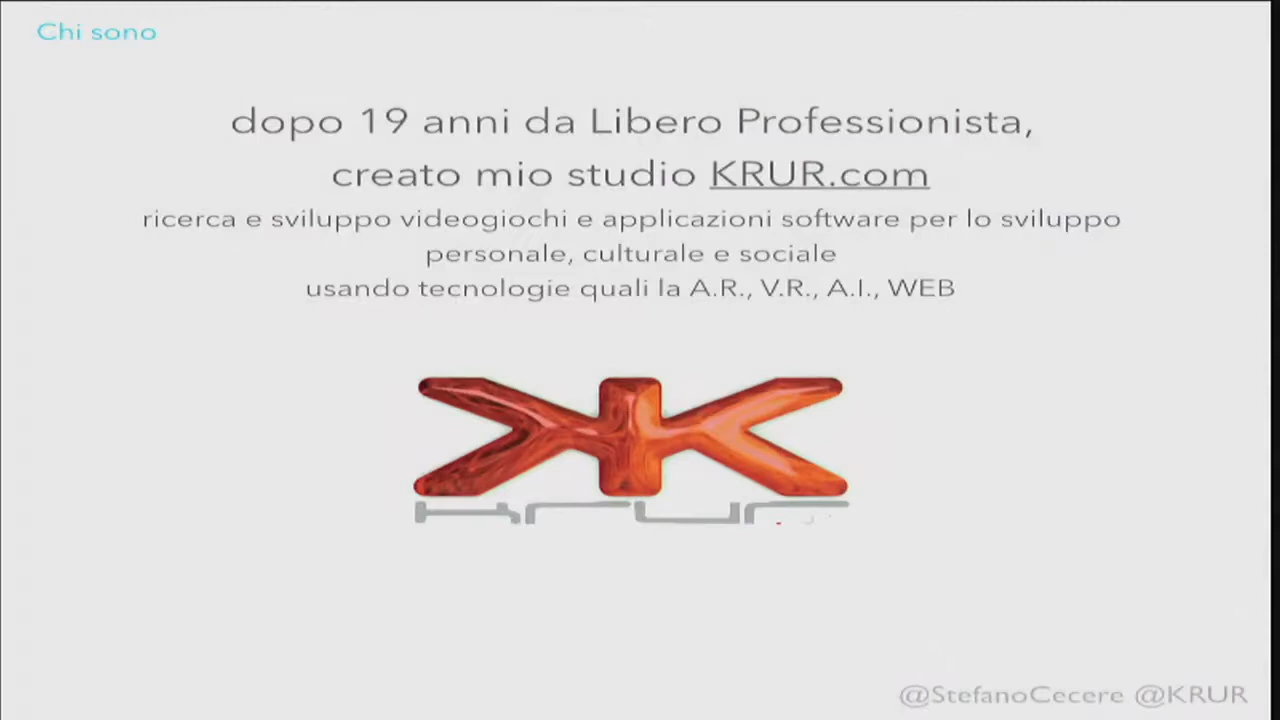 Chi sono
dopo 19 anni da Libero Professionista,
creato mio studio KRUR.com
ricerca e sviluppo videogiochi e applicazioni software per lo sviluppo
personale, culturale e sociale
usando tecnologie quali la A.R., V.R., A.I., WEB
krur
@StefanoCecere @KRUR